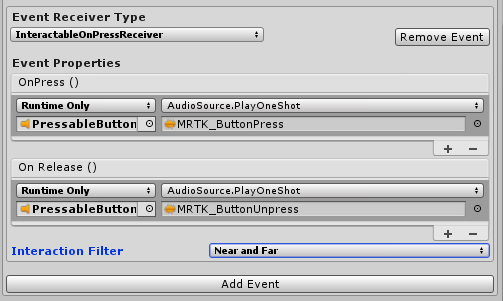 Event Receiver Type
InteractableOnPressReceiver
Remove Event
Event Properties
OnPress ()
Runtime Only AudioSource.PlayOneShot
PressableButton MRTK_ButtonPress
+ −
On Release ()
Runtime Only AudioSource.PlayOneShot
PressableButton MRTK_ButtonUnpress
+ −
Interaction Filter Near and Far
Add Event